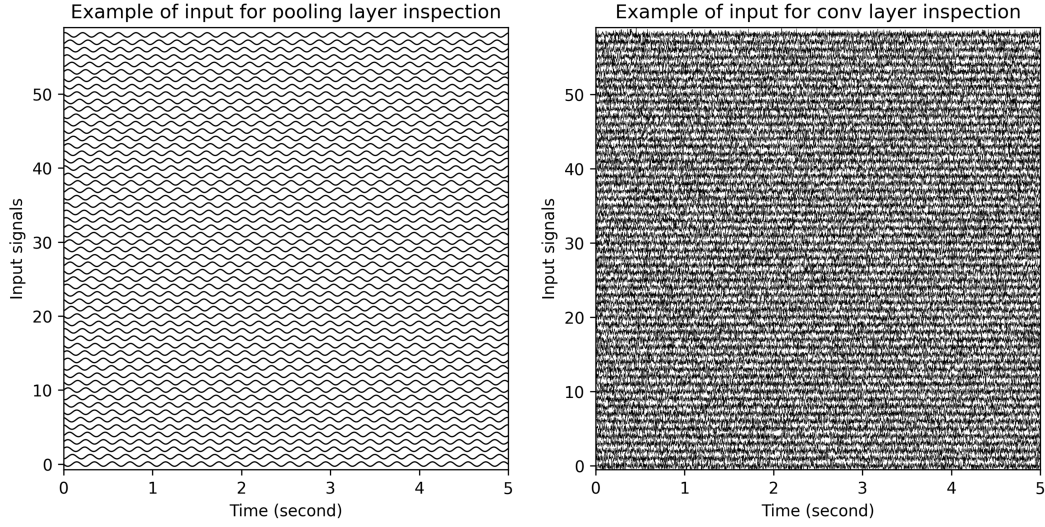 Example of input for pooling layer inspection
50
40
30
20
10
0
Input signals
0 1 2 3 4 5
Time (second)
Example of input for conv layer inspection
50
40
30
20
10
0
Input signals
0 1 2 3 4 5
Time (second)